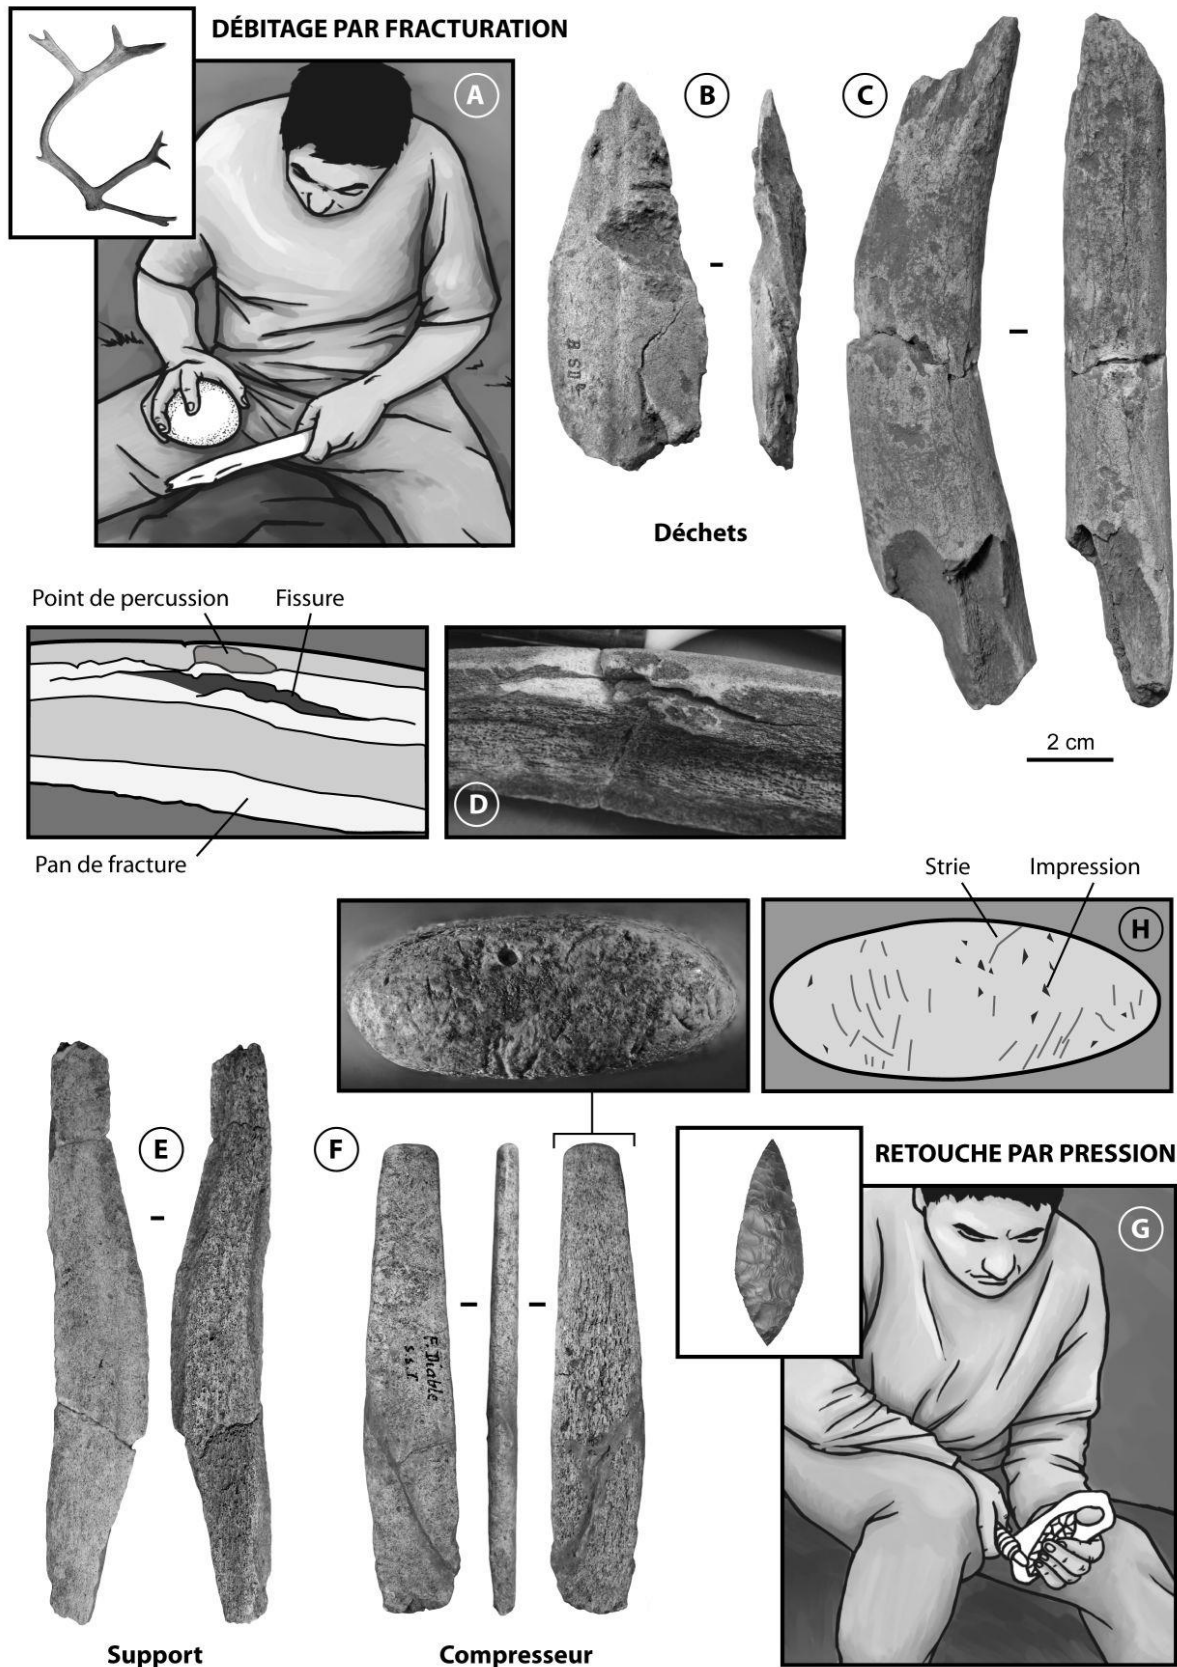 DÉBITAGE PAR FRACTURATION
A
B
C
Déchets
Point de percussion
Fissure
D
2 cm
Pan de fracture
Strie
Impression
H
E
F
RETOUCHE PAR PRESSION
G
F. Diable
Support
Compresseur